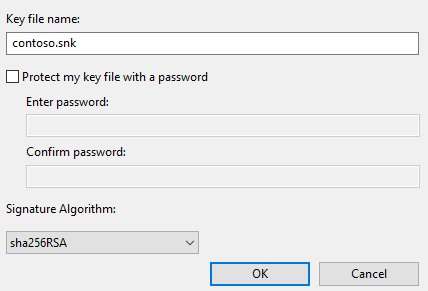 Key file name:
contoso.snk
Protect my key file with a password
Enter password:
Confirm password:
Signature Algorithm:
sha256RSA
OK Cancel